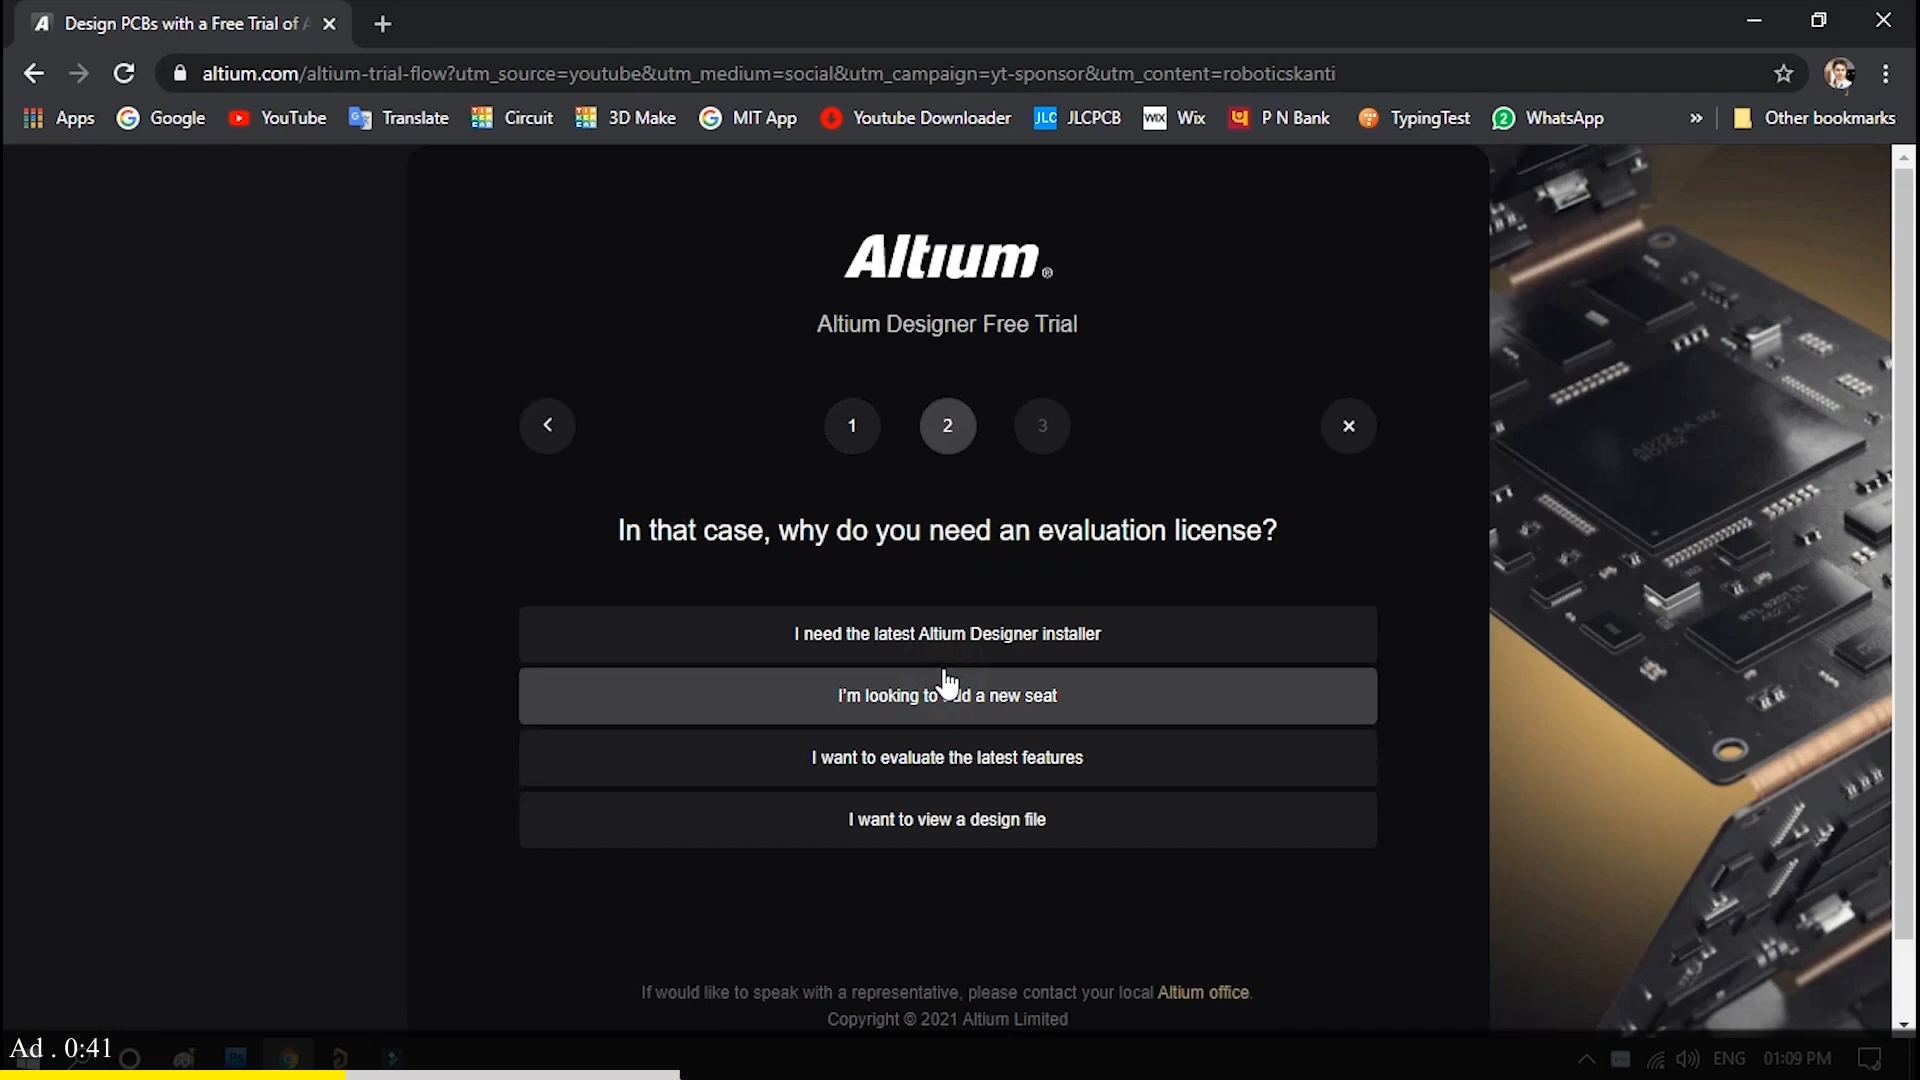 Design PCBs with a Free Trial of A
altium.com/altium-trial-flow?utm_source=youtube&utm_medium=social&utm_campaign=yt-sponsor&utm_content=roboticskanti
Apps Google YouTube Translate Circuit 3D Make MIT App Youtube Downloader JLC JLCPCB WIX Wix P N Bank TypingTest 2 WhatsApp » Other bookmarks
Altium®
Altium Designer Free Trial
1 2 3
In that case, why do you need an evaluation license?
I need the latest Altium Designer installer
I'm looking to a new seat
I want to evaluate the latest features
I want to view a design file
If would like to speak with a representative, please contact your local Altium office.
Copyright © 2021 Altium Limited
Ad . 0:41
Ps
ENG 01:09 PM